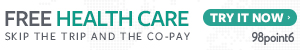 FREE HEALTH CARE
TRY IT NOW ›
SKIP THE TRIP AND THE CO-PAY
98point6